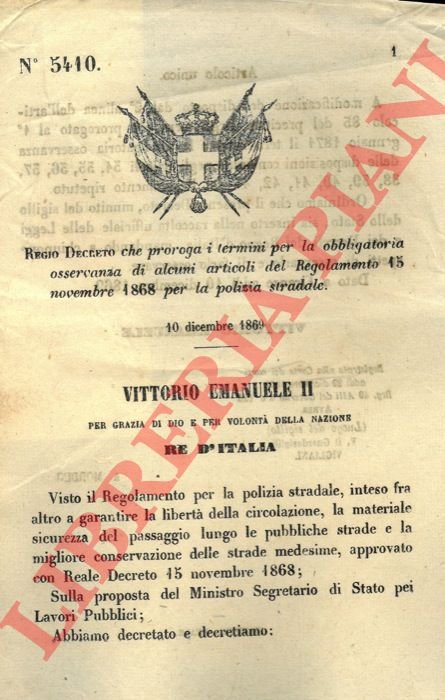 1
N° 5410.
REGIO DECRETO che proroga i termini per la obbligatoria
osservanza di alcuni articoli del Regolamento 15
novembre 1868 per la polizia stradale.
10 dicembre 1869
VITTORIO EMANUELE II
PER GRAZIA DI DIO E PER VOLONTÀ DELLA NAZIONE
RE D'ITALIA
Visto il Regolamento per la polizia stradale, inteso fra
altro a garantire la libertà della circolazione, la materiale
sicurezza del passaggio lungo le pubbliche strade e la
migliore conservazione delle strade medesime, approvato
con Reale Decreto 15 novembre 1868;
Sulla proposta del Ministro Segretario di Stato pei
Lavori Pubblici;
Abbiamo decretato e decretiamo:
LIBRERIA PIANI